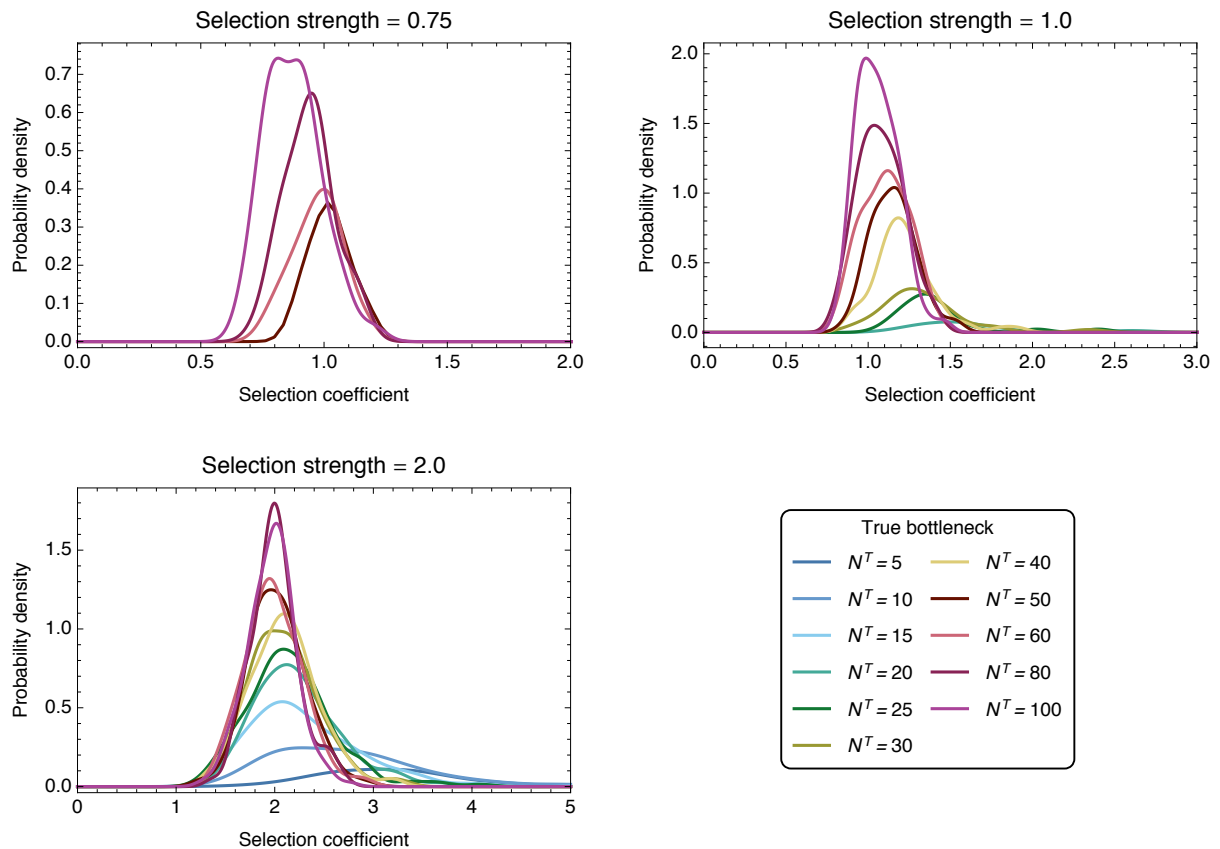 Selection strength = 0.75
Probability density
0.7
0.6
0.5
0.4
0.3
0.2
0.1
0.0
0.0 0.5 1.0 1.5 2.0
Selection coefficient
Selection strength = 1.0
Probability density
2.0
1.5
1.0
0.5
0.0
0.0 0.5 1.0 1.5 2.0 2.5 3.0
Selection coefficient
Selection strength = 2.0
Probability density
1.5
1.0
0.5
0.0
0 1 2 3 4 5
Selection coefficient
True bottleneck
N^T = 5 N^T = 40
N^T = 10 N^T = 50
N^T = 15 N^T = 60
N^T = 20 N^T = 80
N^T = 25 N^T = 100
N^T = 30